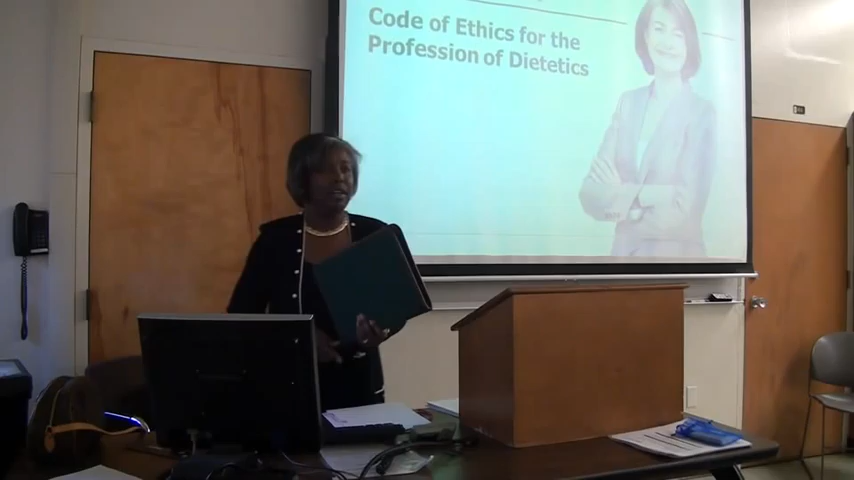 Code of Ethics for the
Profession of Dietetics